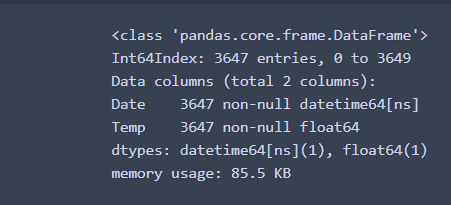 <class 'pandas.core.frame.DataFrame'>
Int64Index: 3647 entries, 0 to 3649
Data columns (total 2 columns):
Date    3647 non-null datetime64[ns]
Temp    3647 non-null float64
dtypes: datetime64[ns](1), float64(1)
memory usage: 85.5 KB